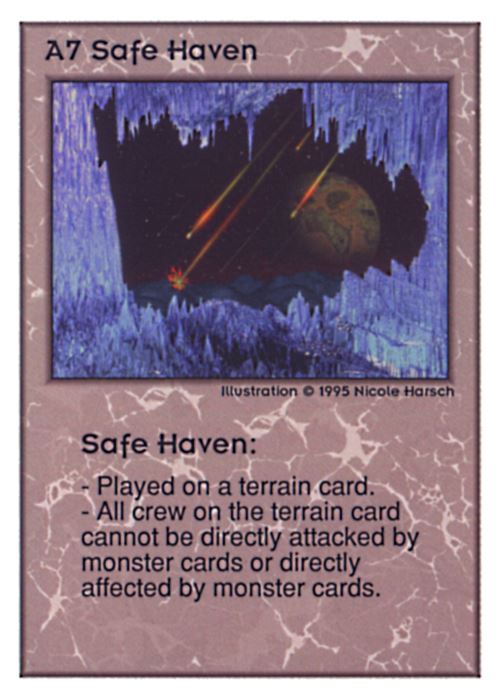 A7 Safe Haven
Illustration © 1995 Nicole Harsch
Safe Haven:
- Played on a terrain card.
- All crew on the terrain card
cannot be directly attacked by
monster cards or directly
affected by monster cards.